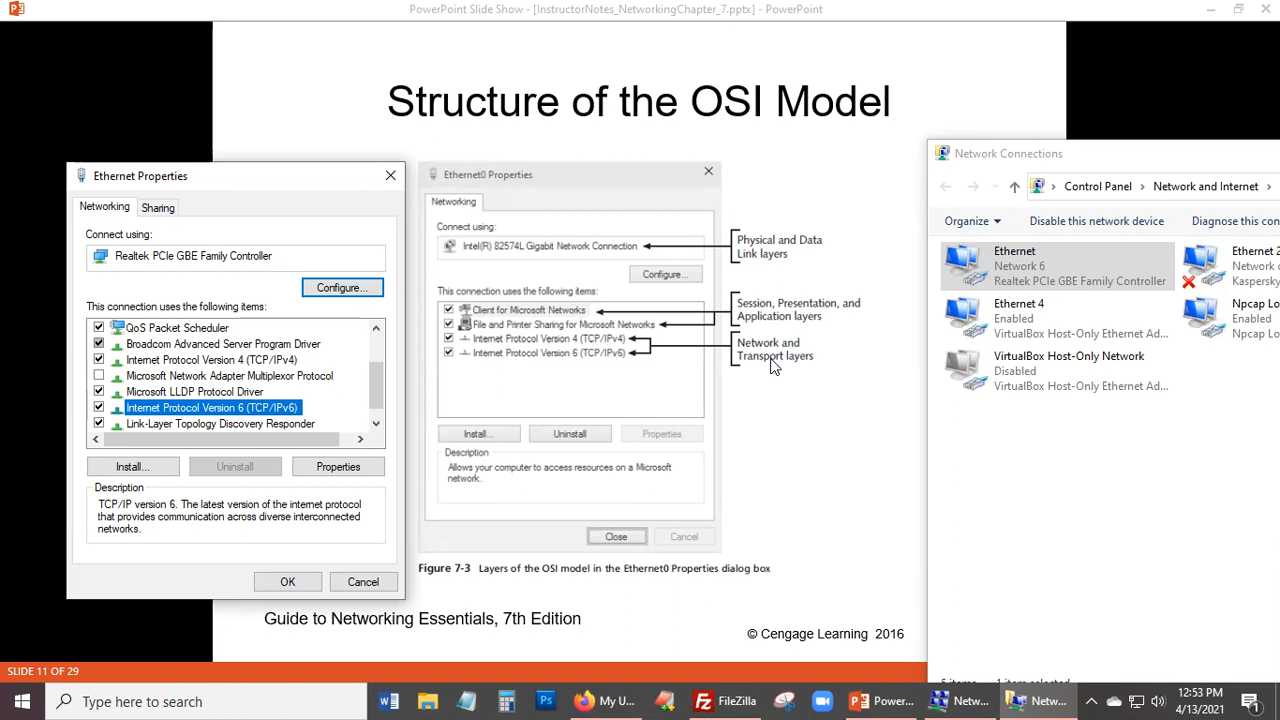 PowerPoint Slide Show - [InstructorNotes_NetworkingChapter_7.pptx] - PowerPoint
Structure of the OSI Model
Ethernet Properties
Networking
Sharing
Connect using:
Realtek PCIe GBE Family Controller
Configure...
This connection uses the following items:
QoS Packet Scheduler
Broadcom Advanced Server Program Driver
Internet Protocol Version 4 (TCP/IPv4)
Microsoft Network Adapter Multiplexor Protocol
Microsoft LLDP Protocol Driver
Internet Protocol Version 6 (TCP/IPv6)
Link-Layer Topology Discovery Responder
Install...
Uninstall
Properties
Description
TCP/IP version 6. The latest version of the internet protocol
that provides communication across diverse interconnected
networks.
OK
Cancel
Ethernet0 Properties
Networking
Connect using:
Intel(R) 82574L Gigabit Network Connection
Configure...
This connection uses the following items:
Client for Microsoft Networks
File and Printer Sharing for Microsoft Networks
Internet Protocol Version 4 (TCP/IPv4)
Internet Protocol Version 6 (TCP/IPv6)
Install...
Uninstall
Properties
Description
Allows your computer to access resources on a Microsoft
network.
Close
Cancel
Physical and Data
Link layers
Session, Presentation, and
Application layers
Network and
Transport layers
Figure 7-3 Layers of the OSI model in the Ethernet0 Properties dialog box
Guide to Networking Essentials, 7th Edition
© Cengage Learning 2016
Network Connections
Control Panel > Network and Internet >
Organize
Disable this network device
Diagnose this con
Ethernet
Network 6
Realtek PCIe GBE Family Controller
Ethernet 2
Network c
Kaspersky
Ethernet 4
Enabled
VirtualBox Host-Only Ethernet Ad...
Npcap Lo
Enabled
Npcap Lo
VirtualBox Host-Only Network
Disabled
VirtualBox Host-Only Ethernet Ad...
1 item selected
SLIDE 11 OF 29
Type here to search
My U...
FileZilla
Power...
Netw...
Netw...
12:53 PM
4/13/2021
1